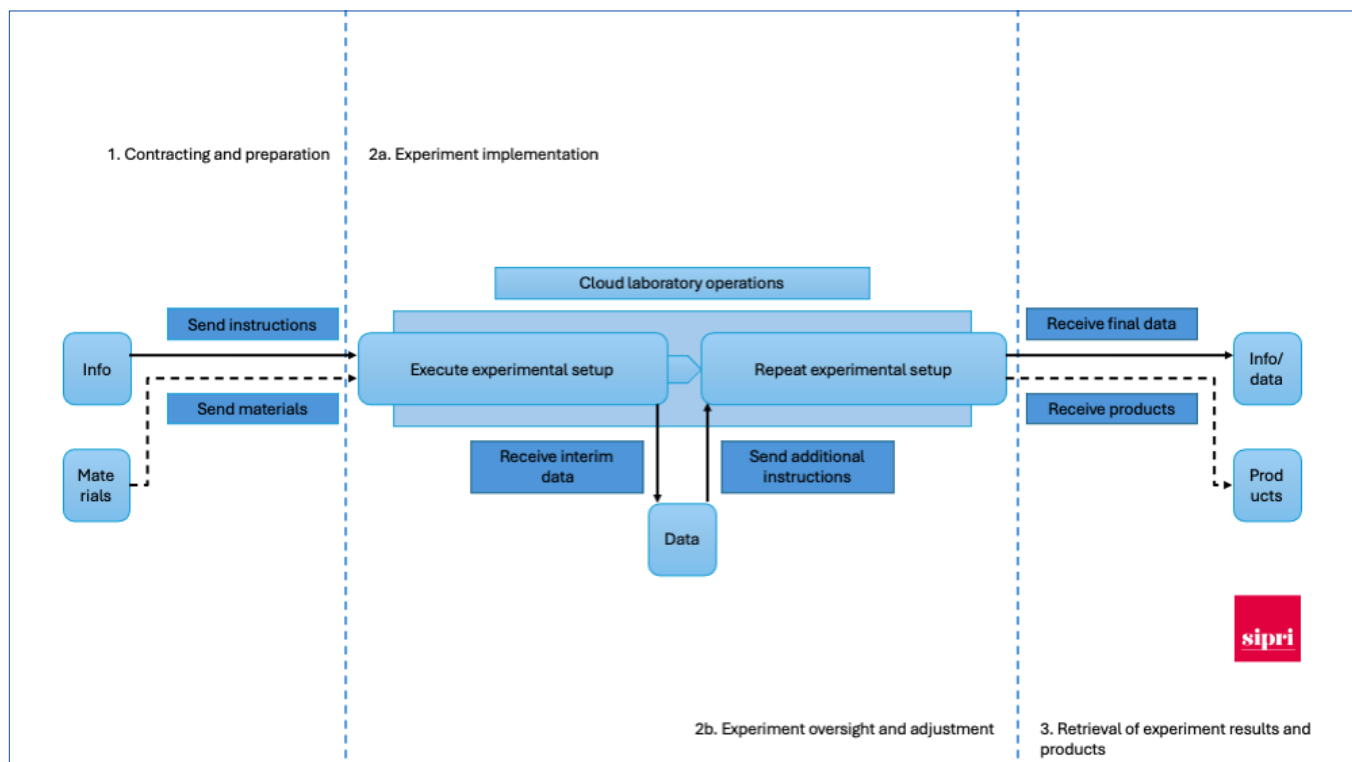 1. Contracting and preparation
2a. Experiment implementation
Cloud laboratory operations
Send instructions
Receive final data
Info
Execute experimental setup
Repeat experimental setup
Info/
data
Send materials
Receive products
Mate
rials
Receive interim
data
Send additional
instructions
Prod
ucts
Data
sipri
2b. Experiment oversight and adjustment
3. Retrieval of experiment results and
products